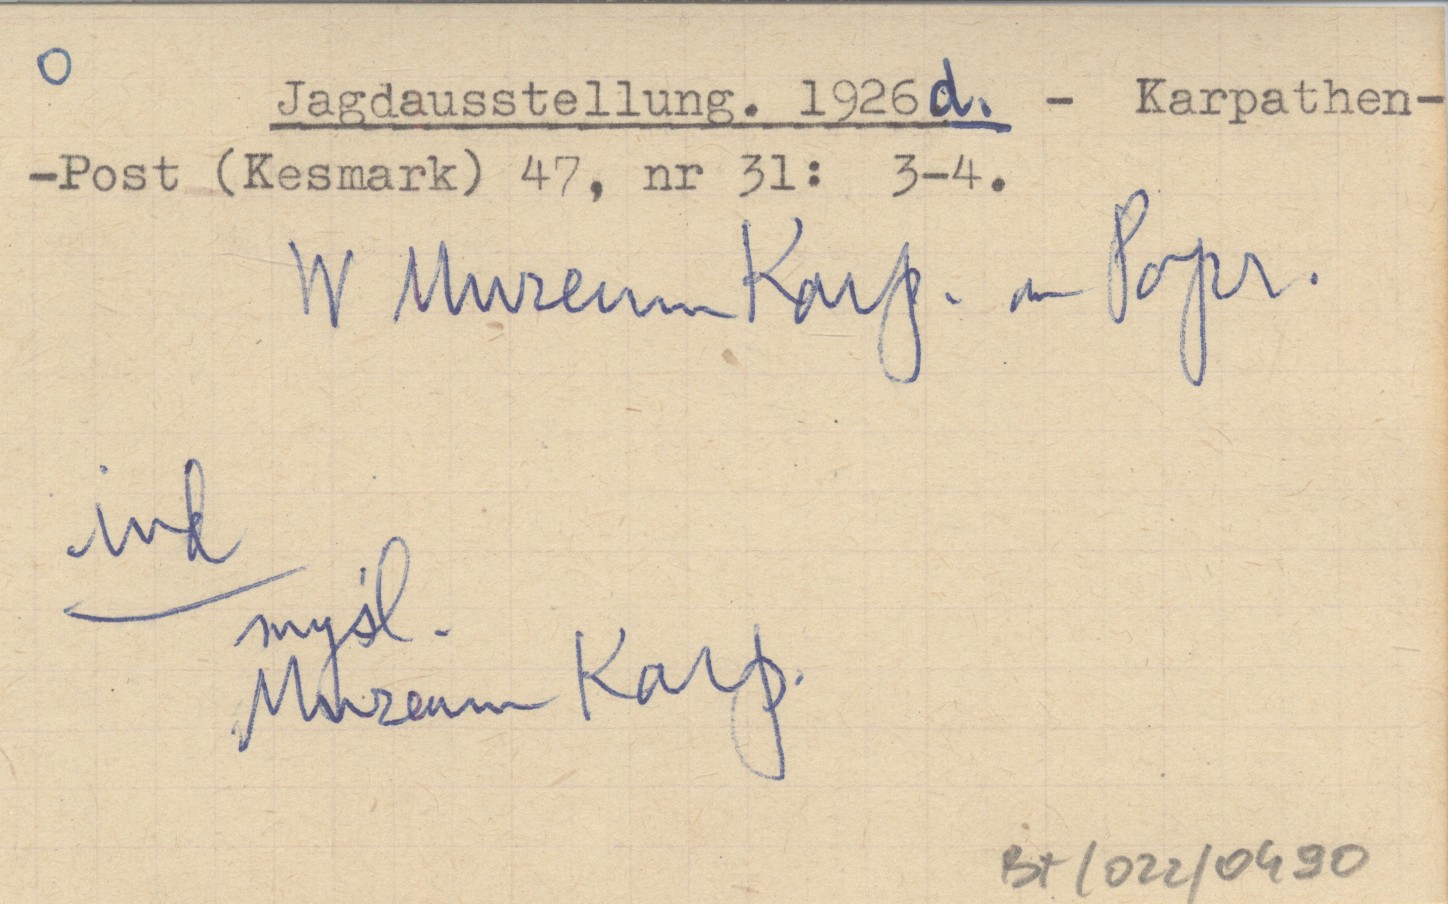 O
Jagdausstellung. 1926d. - Karpathen-
-Post (Kesmark) 47, nr 31: 3-4.
W Muzeum Karp. w Popr.
ind
myśl.
Muzeum Karp.
Bt/022/0490